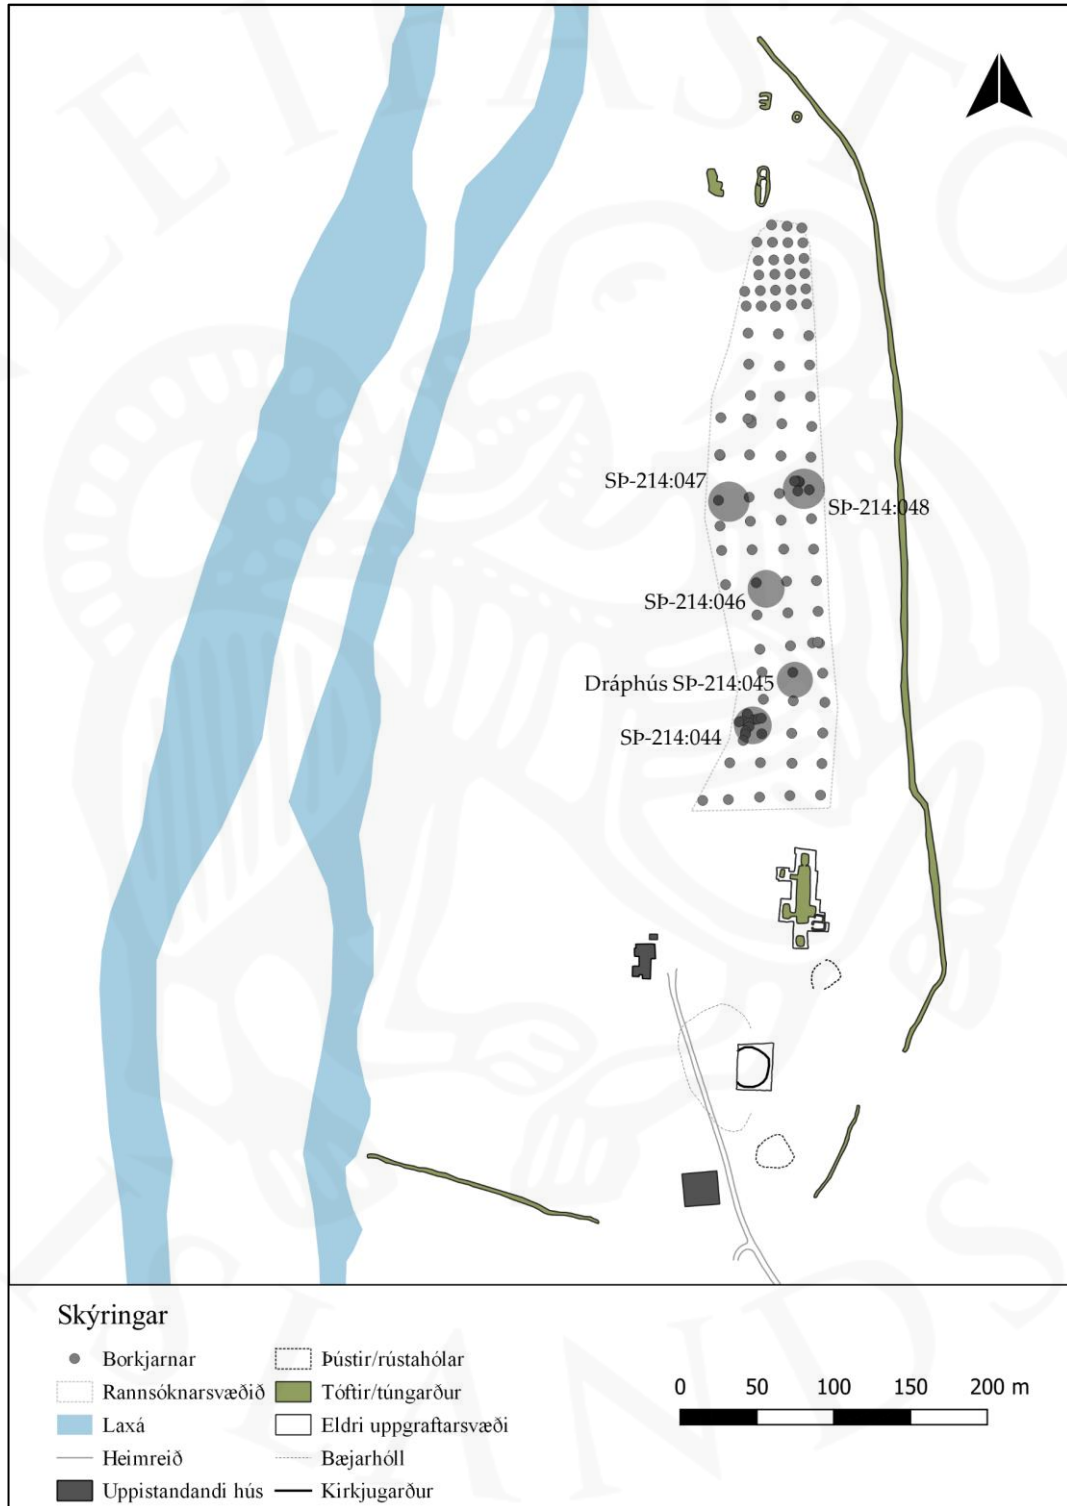 SÞ-214:047
SÞ-214:048
SÞ-214:046
Dráphús SÞ-214:045
SÞ-214:044
Skýringar
Borkjarnar
Rannsóknarsvæðið
Laxá
Heimreið
Uppistandandi hús
Þústir/rústahólar
Tóftir/túngarður
Eldri uppgraftarsvæði
Bæjarhóll
Kirkjugarður
0 50 100 150 200 m